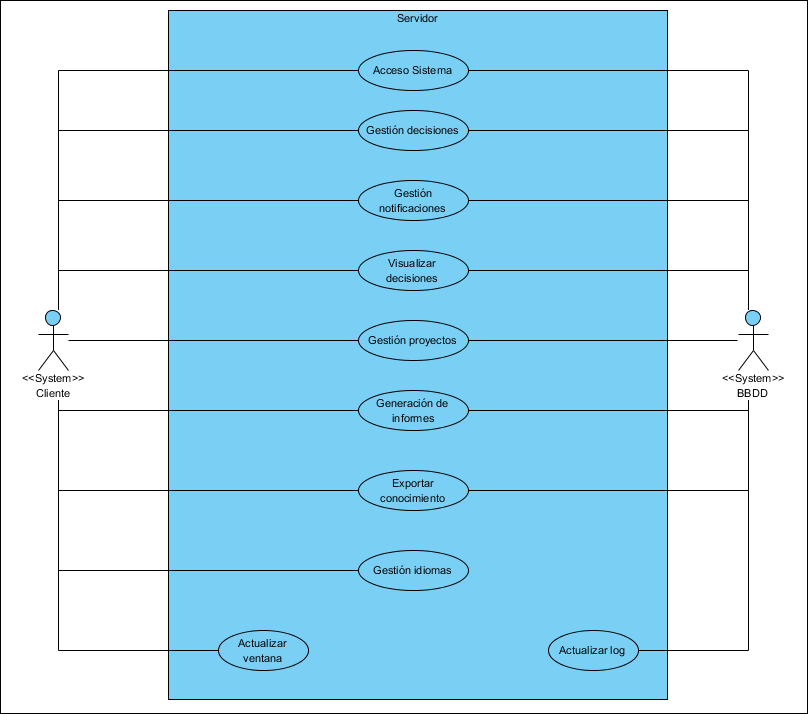 Servidor
Acceso Sistema
Gestión decisiones
Gestión
notificaciones
Visualizar
decisiones
Gestión proyectos
<<System>>
Cliente
<<System>>
BBDD
Generación de
informes
Exportar
conocimiento
Gestión idiomas
Actualizar
ventana
Actualizar log